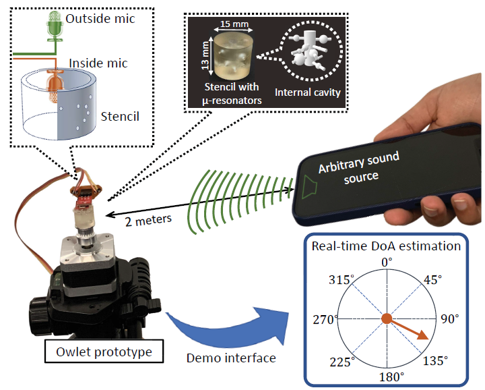 Outside mic
Inside mic
Stencil
15 mm
13 mm
Stencil with
μ-resonators
Internal cavity
Arbitrary sound
source
2 meters
Owlet prototype
Demo interface
Real-time DoA estimation
0°
45°
90°
135°
180°
225°
270°
315°